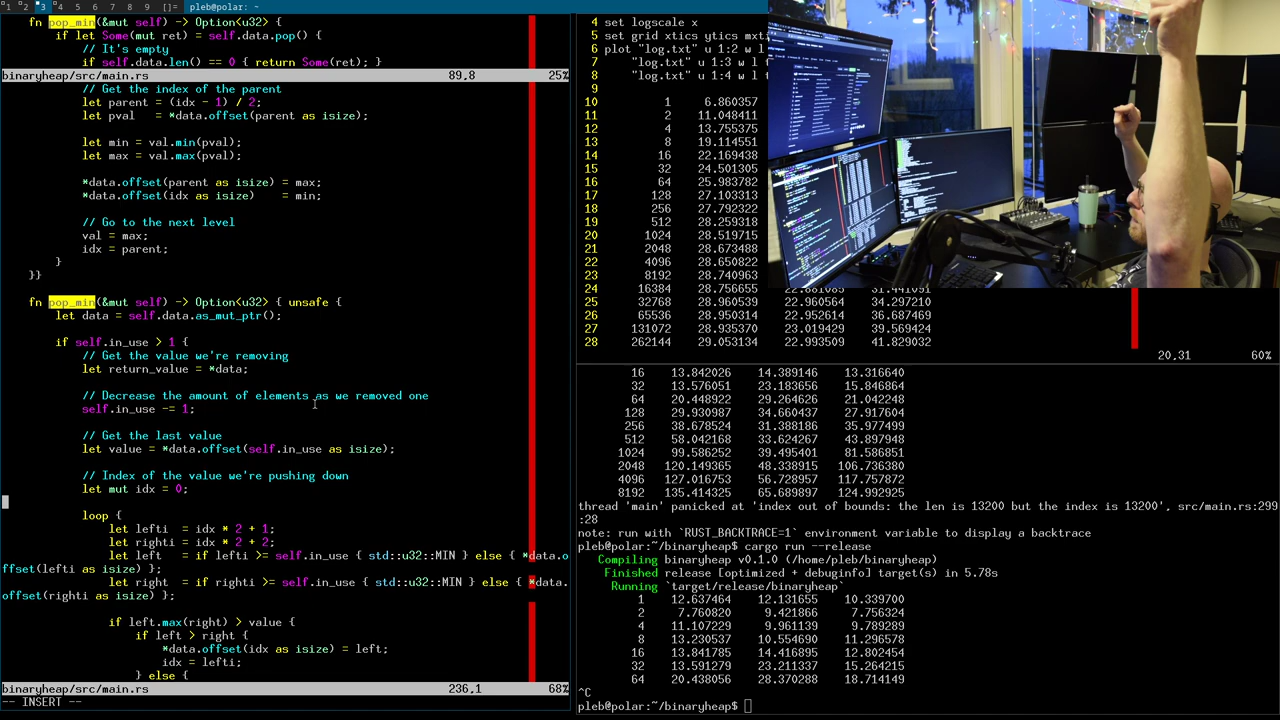 1 2 3 4 5 6 7 8 9 []= pleb@polar: ~
fn pop_min(&mut self) -> Option<u32> {
if let Some(mut ret) = self.data.pop() {
// It's empty
if self.data.len() == 0 { return Some(ret); }
binaryheap/src/main.rs 89,8 25%
// Get the index of the parent
let parent = (idx - 1) / 2;
let pval   = *data.offset(parent as isize);
let min = val.min(pval);
let max = val.max(pval);
*data.offset(parent as isize) = max;
*data.offset(idx as isize)    = min;
// Go to the next level
val = max;
idx = parent;
}
}}
fn pop_min(&mut self) -> Option<u32> { unsafe {
let data = self.data.as_mut_ptr();
if self.in_use > 1 {
// Get the value we're removing
let return_value = *data;
// Decrease the amount of elements as we removed one
self.in_use -= 1;
// Get the last value
let value = *data.offset(self.in_use as isize);
// Index of the value we're pushing down
let mut idx = 0;
loop {
let lefti  = idx * 2 + 1;
let righti = idx * 2 + 2;
let left   = if lefti >= self.in_use { std::u32::MIN } else { *data.o
ffset(lefti as isize) };
let right  = if righti >= self.in_use { std::u32::MIN } else { *data.
offset(righti as isize) };
if left.max(right) > value {
if left > right {
*data.offset(idx as isize) = left;
idx = lefti;
} else {
binaryheap/src/main.rs 236,1 68%
-- INSERT --
4 set logscale x
5 set grid xtics ytics mxti
6 plot "log.txt" u 1:2 w l
7 "log.txt" u 1:3 w l
8 "log.txt" u 1:4 w l
9
10 1 6.860357
11 2 11.048411
12 4 13.755375
13 8 19.114551
14 16 22.169438
15 32 24.501305
16 64 25.983782
17 128 27.103313
18 256 27.792322
19 512 28.259318
20 1024 28.519715
21 2048 28.673488
22 4096 28.650822
23 8192 28.740963
24 16384 28.756655 22.881085 31.441091
25 32768 28.960539 22.960564 34.297210
26 65536 28.950430 22.952614 36.687469
27 131072 28.935370 23.019429 39.569424
28 262144 29.053134 22.993509 41.829032
20,31 60%
16 13.842026 14.389146 13.316640
32 13.576051 23.183656 15.846864
64 20.448922 29.264626 21.042248
128 29.930987 34.660437 27.917604
256 38.678524 31.388186 35.977499
512 58.042168 33.624267 43.897948
1024 99.586252 39.495401 81.586851
2048 120.149365 48.338915 106.736380
4096 127.016753 56.778927 117.757872
8192 135.414325 65.689897 124.992925
thread 'main' panicked at 'index out of bounds: the len is 13200 but the index is 13200', src/main.rs:299
:28
note: run with `RUST_BACKTRACE=1` environment variable to display a backtrace
pleb@polar:~/binaryheap$ cargo run --release
Compiling binaryheap v0.1.0 (/home/pleb/binaryheap)
Finished release [optimized + debuginfo] target(s) in 5.78s
Running `target/release/binaryheap`
1 12.637464 12.131655 10.339700
2 7.760820 9.421866 7.756324
4 11.107229 9.961139 9.789289
8 13.230537 10.554690 11.296578
16 13.841785 14.416895 12.802454
32 13.591279 23.211337 15.264215
64 20.438056 28.370288 18.714149
^C
pleb@polar:~/binaryheap$